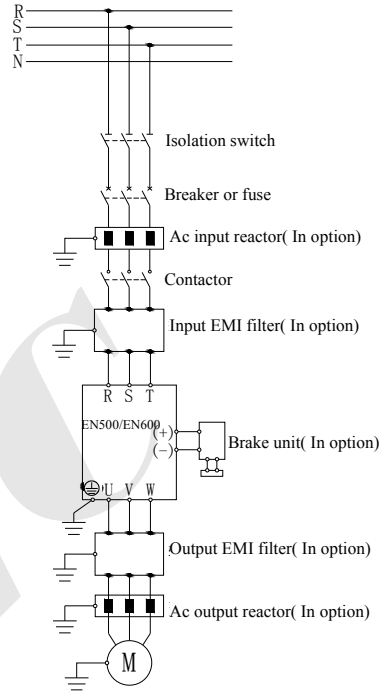 R
S
T
N
Isolation switch
Breaker or fuse
Ac input reactor( In option)
Contactor
Input EMI filter( In option)
R S T
EN500/EN600
(+)
(−)
Brake unit( In option)
U V W
Output EMI filter( In option)
Ac output reactor( In option)
M